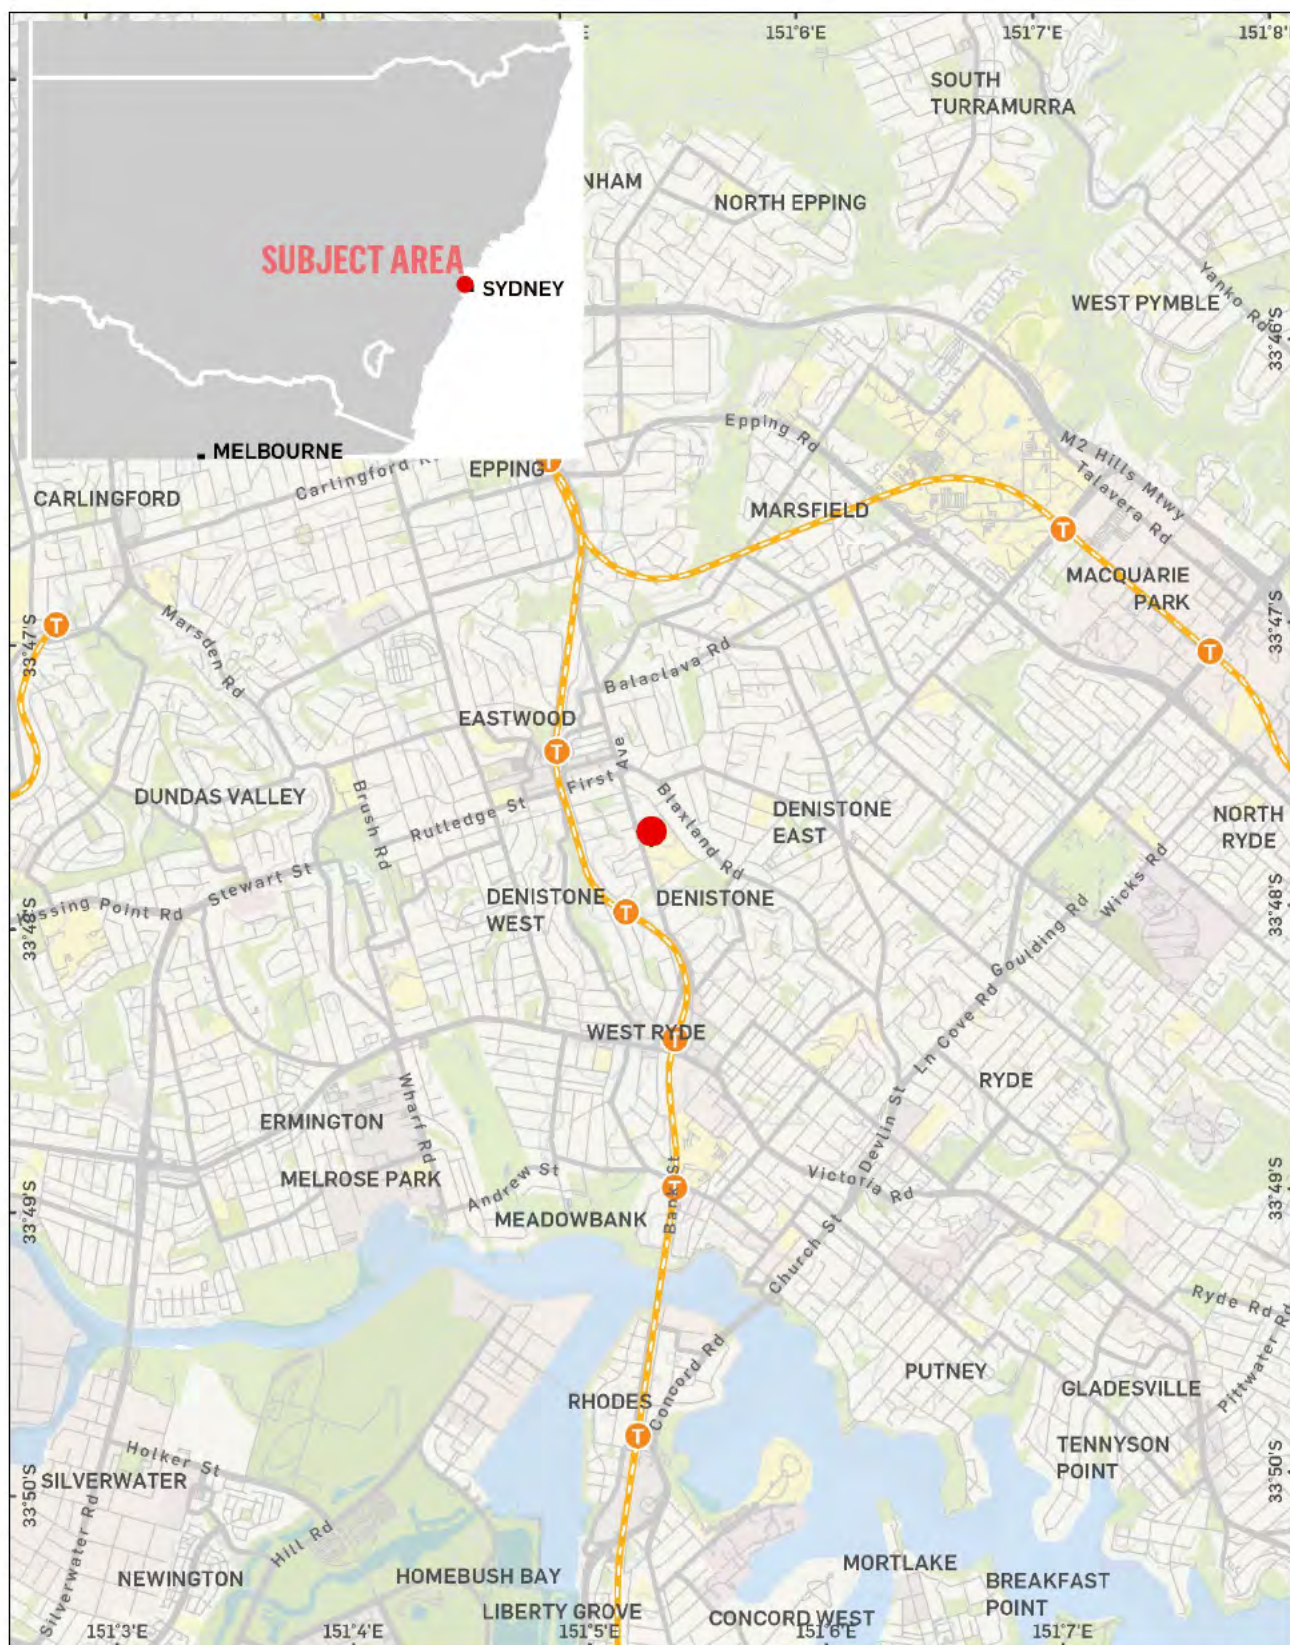 151°6'E
151°7'E
151°8'
SOUTH
TURRAMURRA
NHAM
NORTH EPPING
SUBJECT AREA
SYDNEY
WEST PYMBLE
Yanko Rd
33°46'S
MELBOURNE
Epping Rd
M2 Hills Mtwy
Talavera Rd
EPPING
T
Carlingford
CARLINGFORD
MARSFIELD
T
MACQUARIE
PARK
T
Marsden Rd
33°47'S
33°47'S
T
Balaclava Rd
EASTWOOD
T
Ave
First
Rutledge St
DUNDAS VALLEY
Brush Rd
Blaxland Rd
DENISTONE
EAST
NORTH
RYDE
Stewart St
Kissing Point Rd
33°48'S
DENISTONE
WEST
T
DENISTONE
Wicks Rd
Goulding Rd
33°48'S
Ln Cove Rd
WEST RYDE
T
RYDE
Devlin St
ERMINGTON
Wharf Rd
MELROSE PARK
Andrew St
MEADOWBANK
T
Bank St
Victoria Rd
Church St
33°49'S
33°49'S
Ryde Rd
Pittwater Rd
Concord Rd
PUTNEY
GLADESVILLE
RHODES
T
TENNYSON
POINT
Holker St
SILVERWATER
Silverwater Rd
33°50'S
33°50'S
Hill Rd
NEWINGTON
HOMEBUSH BAY
LIBERTY GROVE
MORTLAKE
BREAKFAST
POINT
CONCORD WEST
151°3'E
151°4'E
151°5'E
151°6'E
151°7'E